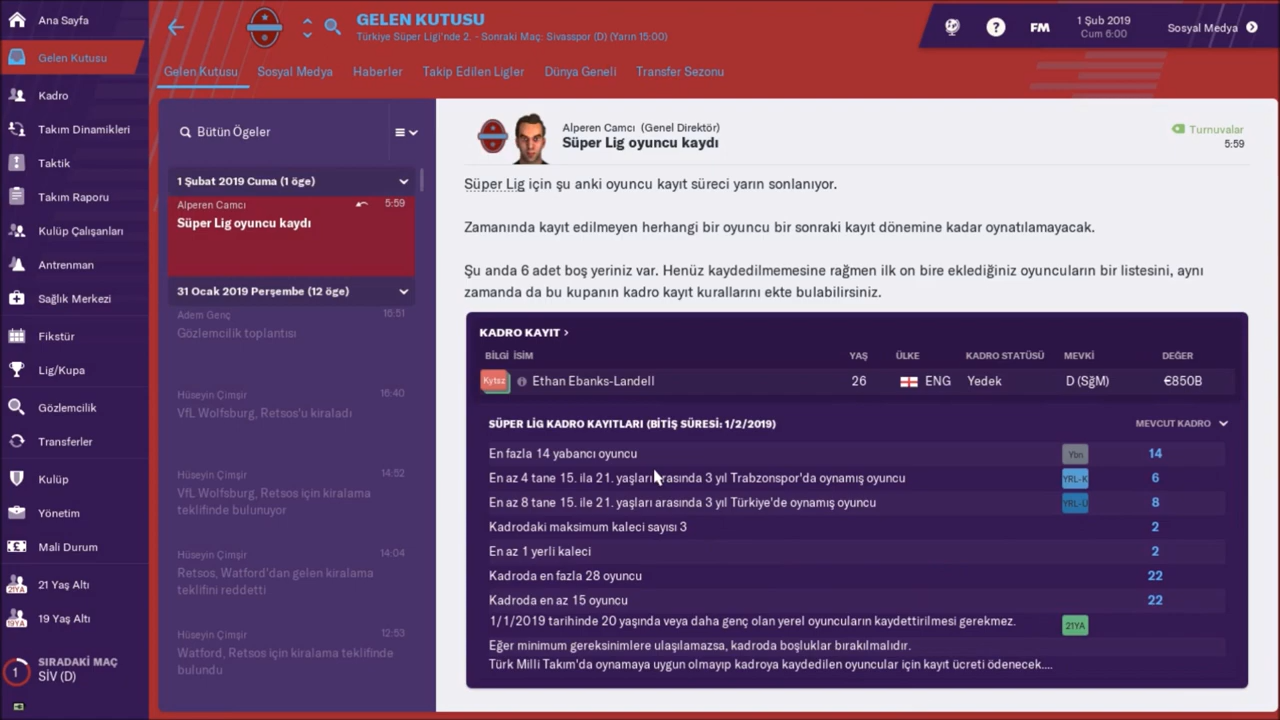 Ana Sayfa
GELEN KUTUSU
Türkiye Süper Ligi'nde 2. - Sonraki Maç: Sivasspor (D) (Yarın 15:00)
FM
1 Şub 2019
Cum 6:00
Sosyal Medya
Gelen Kutusu
Gelen Kutusu
Sosyal Medya
Haberler
Takip Edilen Ligler
Dünya Geneli
Transfer Sezonu
Kadro
Takım Dinamikleri
Taktik
Takım Raporu
Kulüp Çalışanları
Antrenman
Sağlık Merkezi
Fikstür
Lig/Kupa
Gözlemcilik
Transferler
Kulüp
Yönetim
Mali Durum
21YA
21 Yaş Altı
19YA
19 Yaş Altı
1
SIRADAKİ MAÇ
SİV (D)
Bütün Ögeler
1 Şubat 2019 Cuma (1 öge)
Alperen Camcı 5:59
Süper Lig oyuncu kaydı
31 Ocak 2019 Perşembe (12 öge)
Adem Genç 16:51
Gözlemcilik toplantısı
Hüseyin Çimşir 16:40
VfL Wolfsburg, Retsos'u kiraladı
Hüseyin Çimşir 14:52
VfL Wolfsburg, Retsos için kiralama
teklifinde bulunuyor
Hüseyin Çimşir 14:04
Retsos, Watford'dan gelen kiralama
teklifini reddetti
Hüseyin Çimşir 12:53
Watford, Retsos için kiralama teklifinde
bulundu
Alperen Camcı (Genel Direktör)
Süper Lig oyuncu kaydı
Turnuvalar
5:59
Süper Lig için şu anki oyuncu kayıt süreci yarın sonlanıyor.
Zamanında kayıt edilmeyen herhangi bir oyuncu bir sonraki kayıt dönemine kadar oynatılamayacak.
Şu anda 6 adet boş yeriniz var. Henüz kaydedilmemesine rağmen ilk on bire eklediğiniz oyuncuların bir listesini, aynı
zamanda da bu kupanın kadro kayıt kurallarını ekte bulabilirsiniz.
KADRO KAYIT >
BİLGİ İSİM YAŞ ÜLKE KADRO STATÜSÜ MEVKİ DEĞER
Kytsz Ethan Ebanks-Landell 26 ENG Yedek D (SğM) €850B
SÜPER LİG KADRO KAYITLARI (BİTİŞ SÜRESİ: 1/2/2019) MEVCUT KADRO
En fazla 14 yabancı oyuncu Ybn 14
En az 4 tane 15. ila 21. yaşları arasında 3 yıl Trabzonspor'da oynamış oyuncu YRL-K 6
En az 8 tane 15. ile 21. yaşları arasında 3 yıl Türkiye'de oynamış oyuncu YRL-Ü 8
Kadrodaki maksimum kaleci sayısı 3 2
En az 1 yerli kaleci 2
Kadroda en fazla 28 oyuncu 22
Kadroda en az 15 oyuncu 22
1/1/2019 tarihinde 20 yaşında veya daha genç olan yerel oyuncuların kaydettirilmesi gerekmez. 21YA
Eğer minimum gereksinimlere ulaşılamazsa, kadroda boşluklar bırakılmalıdır.
Türk Milli Takım'da oynamaya uygun olmayıp kadroya kaydedilen oyuncular için kayıt ücreti ödenecek....